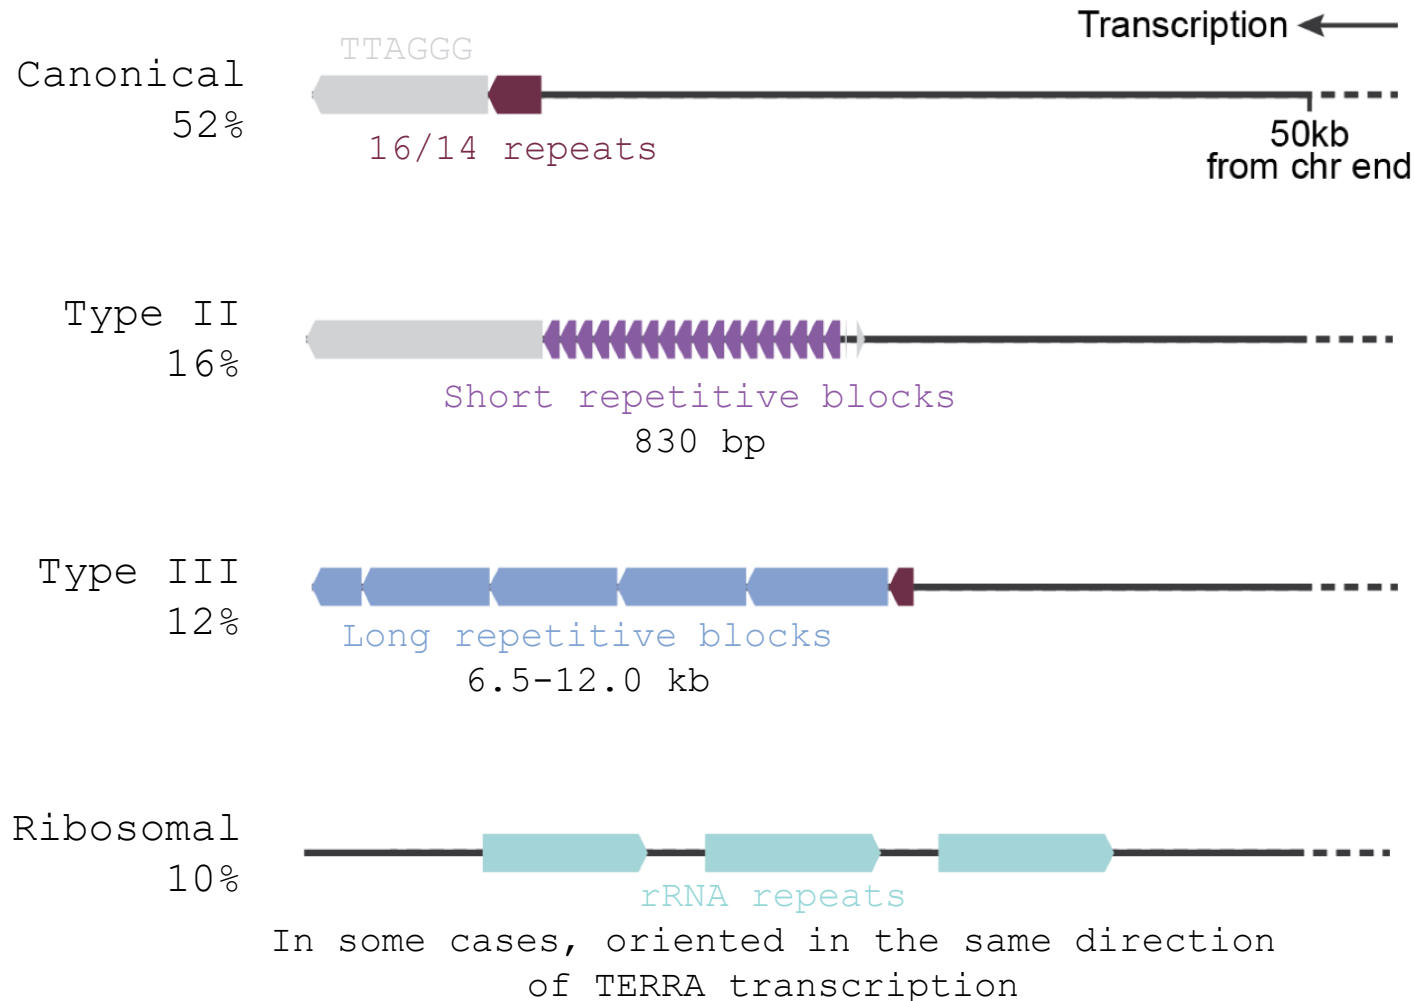 Transcription
TTAGGG
Canonical
52%
16/14 repeats
50kb
from chr end
Type II
16%
Short repetitive blocks
830 bp
Type III
12%
Long repetitive blocks
6.5-12.0 kb
Ribosomal
10%
rRNA repeats
In some cases, oriented in the same direction
of TERRA transcription